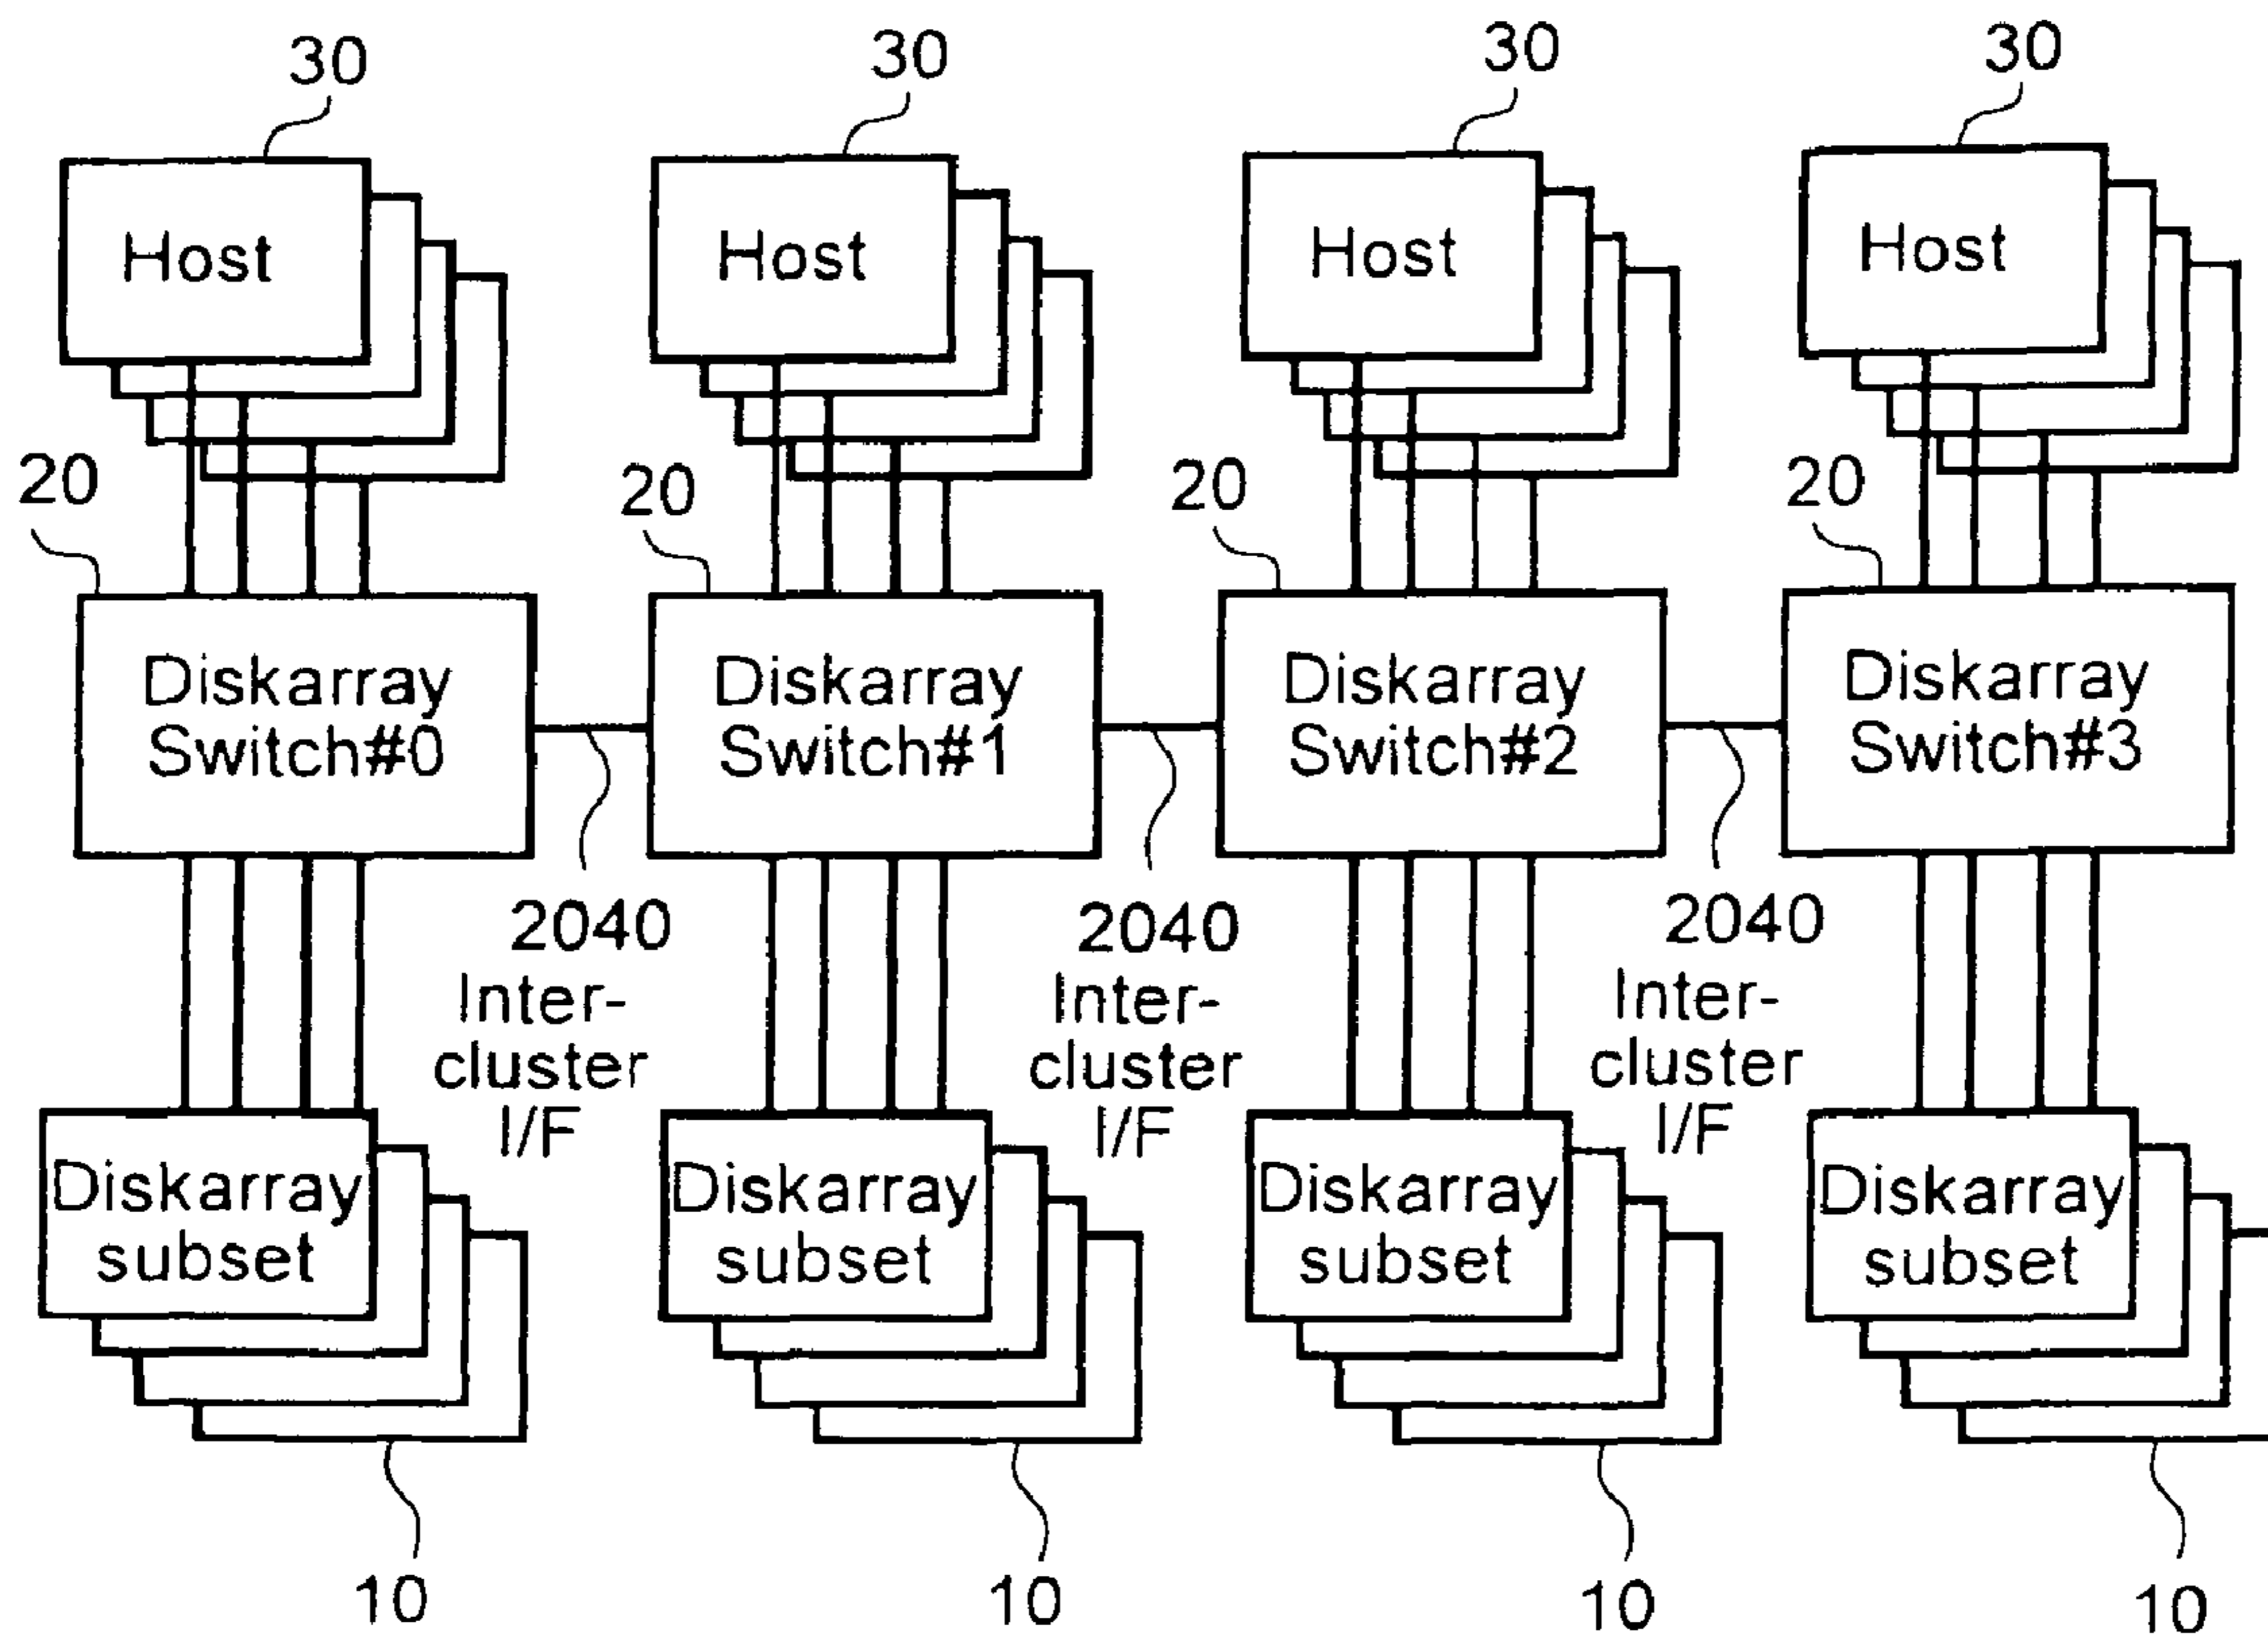 30 30 30 30
Host Host Host Host
20 20 20 20
Diskarray Diskarray Diskarray Diskarray
Switch#0 Switch#1 Switch#2 Switch#3
2040 2040 2040
Inter- Inter- Inter-
cluster cluster cluster
I/F I/F I/F
Diskarray Diskarray Diskarray Diskarray
subset subset subset subset
10 10 10 10